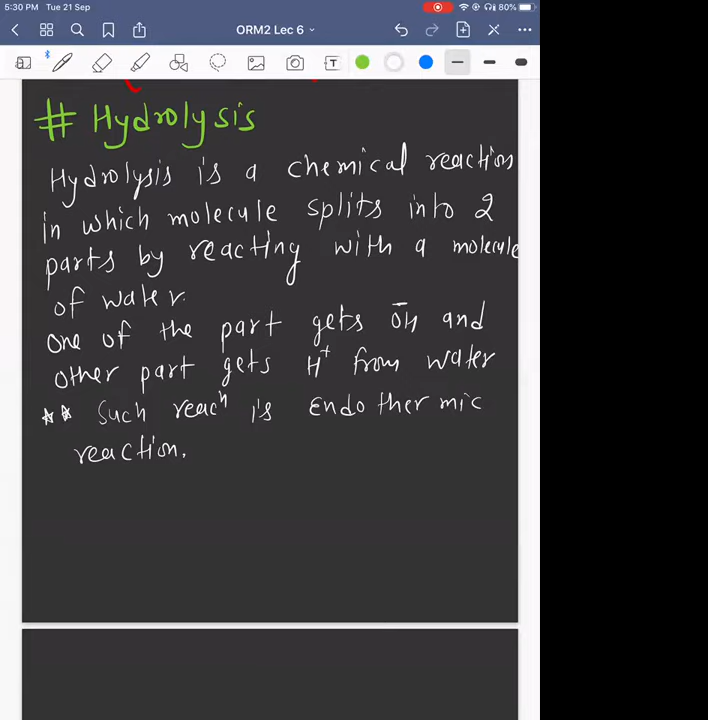 5:30 PM Tue 21 Sep
80%
ORM2 Lec 6
T
# Hydrolysis
Hydrolysis is a chemical reaction
in which molecule splits into 2
parts by reacting with a molecule
of water.
One of the part gets ōH and
other part gets H⁺ from water
☆☆ Such reacⁿ is Endothermic
reaction.